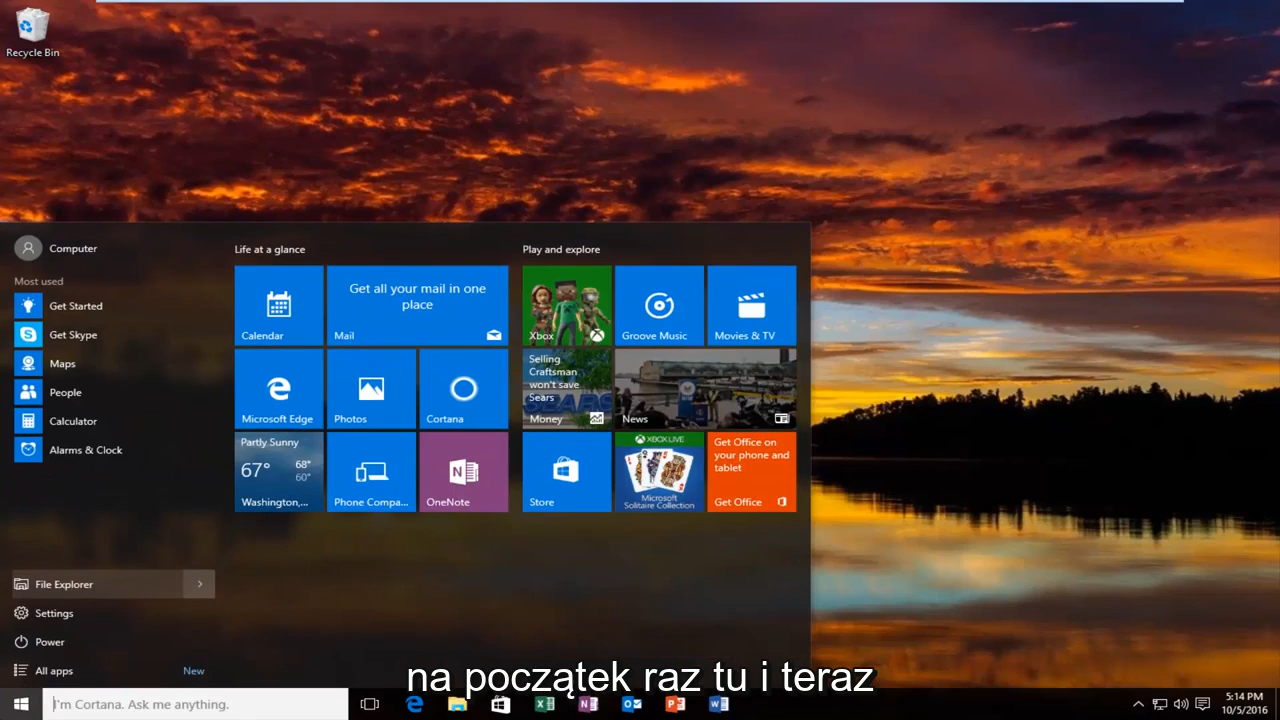 Recycle Bin
Computer
Most used
Get Started
Get Skype
Maps
People
Calculator
Alarms & Clock
File Explorer
Settings
Power
All apps
New
Life at a glance
Calendar
Get all your mail in one
place
Mail
Microsoft Edge
Photos
Cortana
Partly Sunny
67°
68°
60°
Washington,...
Phone Compa...
OneNote
Play and explore
Xbox
Groove Music
Movies & TV
Selling
Craftsman
won't save
Sears
Money
News
Store
XBOX LIVE
Microsoft
Solitaire Collection
Get Office on
your phone and
tablet
Get Office
na początek raz tu i teraz
I'm Cortana. Ask me anything.
5:14 PM
10/5/2016